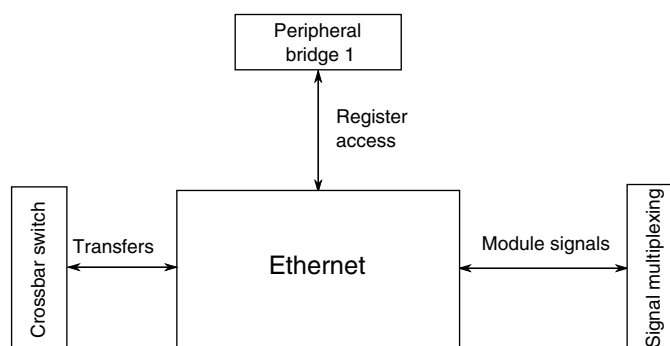 Peripheral
bridge 1
Register
access
Crossbar switch
Transfers
Ethernet
Module signals
Signal multiplexing